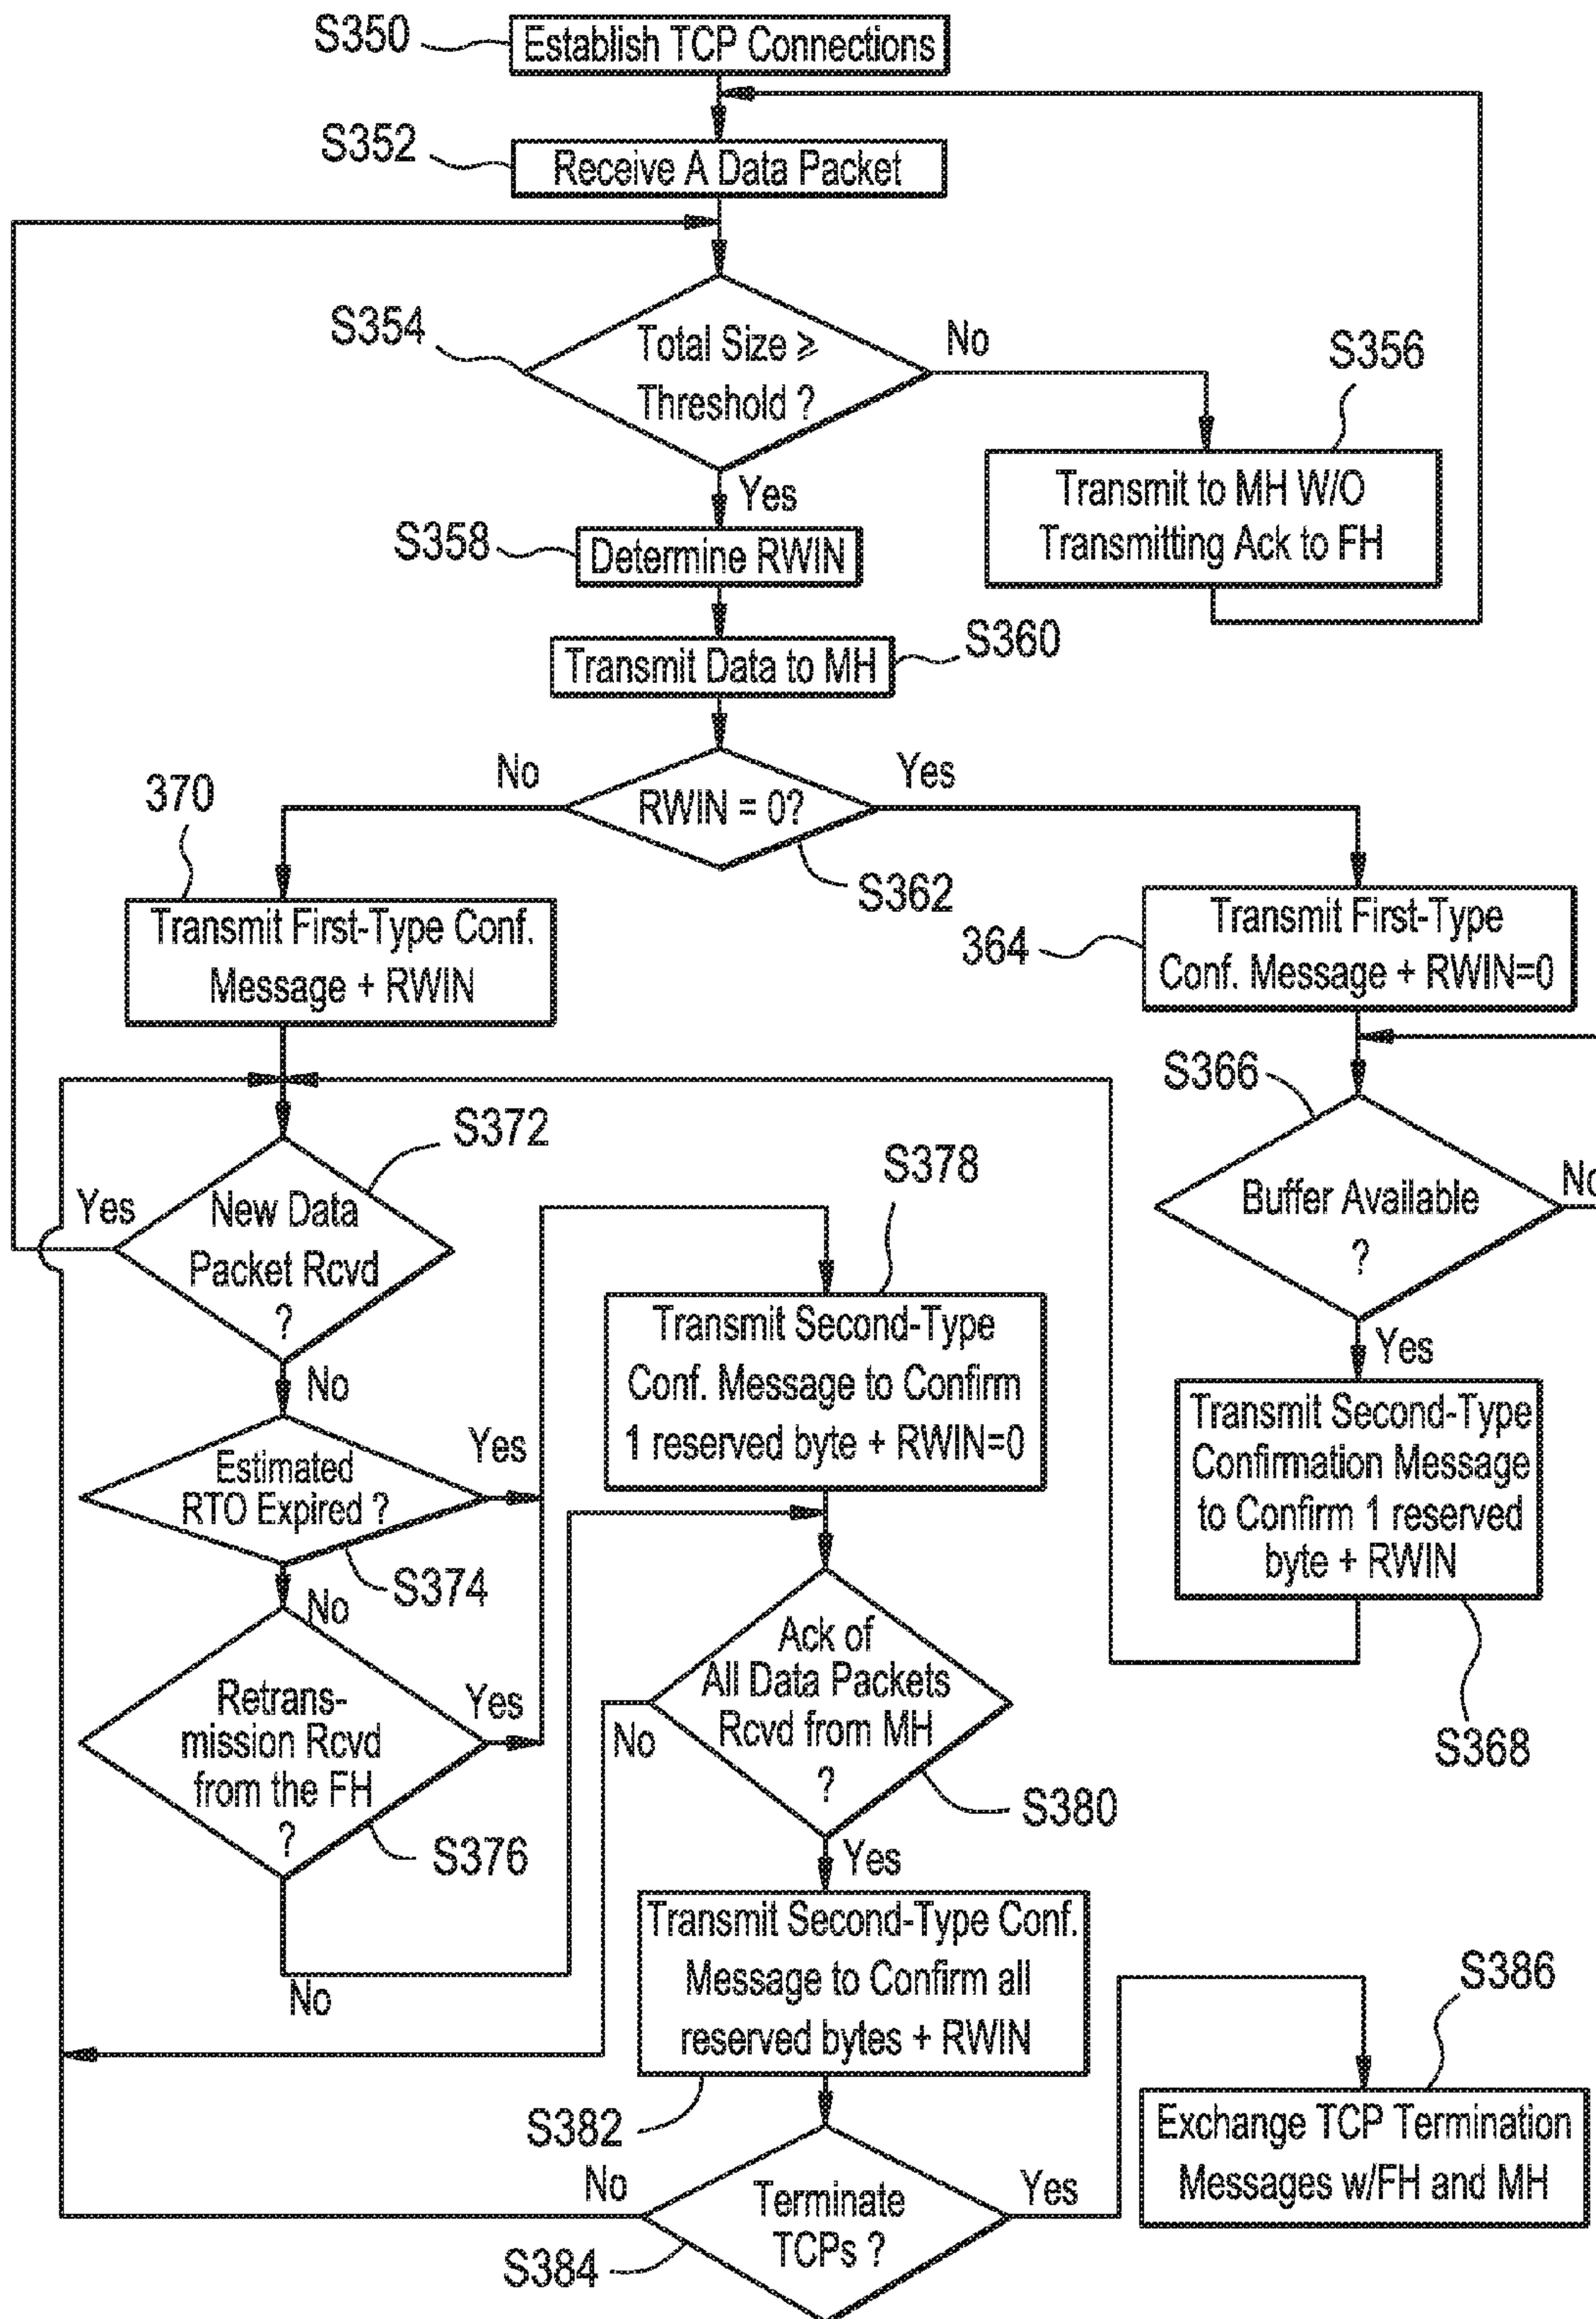 S350
Establish TCP Connections
S352
Receive A Data Packet
S354
Total Size ≥
Threshold ?
No
S356
Transmit to MH W/O
Transmitting Ack to FH
Yes
S358
Determine RWIN
S360
Transmit Data to MH
No
RWIN = 0?
Yes
S362
370
Transmit First-Type Conf.
Message + RWIN
364
Transmit First-Type
Conf. Message + RWIN=0
S366
Buffer Available
?
No
Yes
Transmit Second-Type
Confirmation Message
to Confirm 1 reserved
byte + RWIN
S368
S372
Yes
New Data
Packet Rcvd
?
No
Estimated
RTO Expired ?
Yes
S374
No
Retrans-
mission Rcvd
from the FH
?
Yes
S376
No
S378
Transmit Second-Type
Conf. Message to Confirm
1 reserved byte + RWIN=0
Ack of
All Data Packets
Rcvd from MH
?
No
S380
Yes
Transmit Second-Type Conf.
Message to Confirm all
reserved bytes + RWIN
S382
No
Terminate
TCPs ?
Yes
S384
S386
Exchange TCP Termination
Messages w/FH and MH